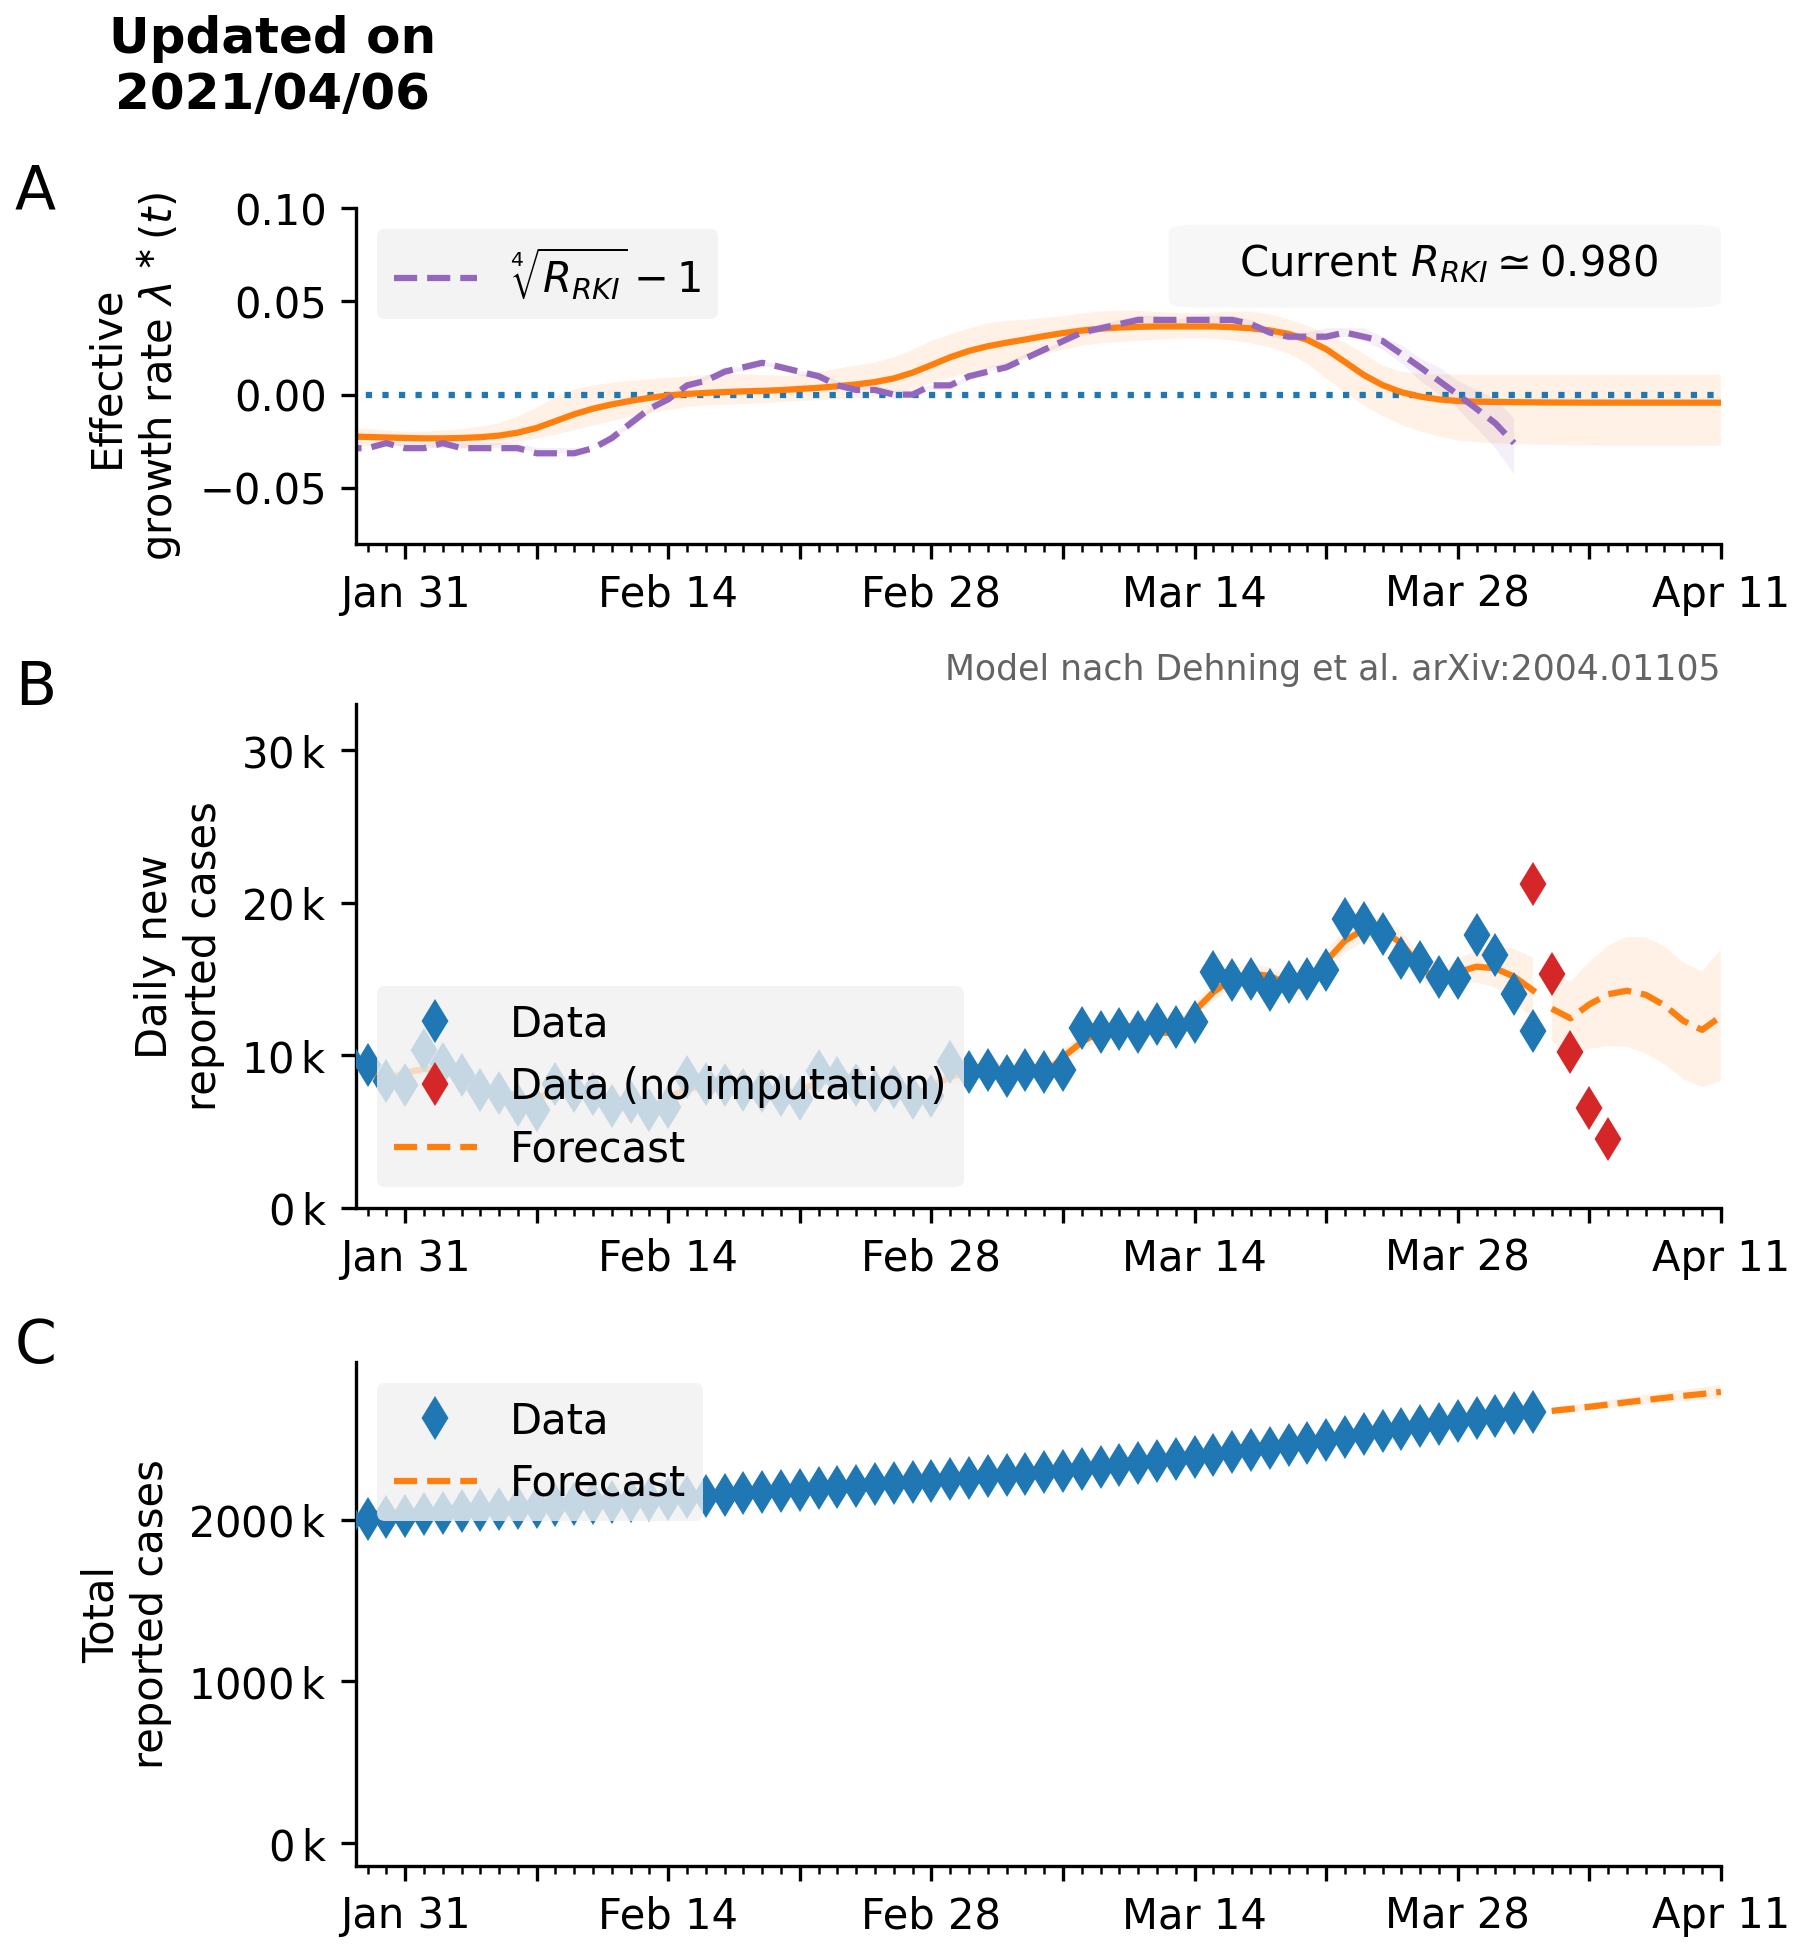 Updated on
2021/04/06
A
Effective
growth rate λ * (t)
0.10
0.05
0.00
−0.05
∜R_RKI − 1
Current R_RKI ≃ 0.980
Jan 31 Feb 14 Feb 28 Mar 14 Mar 28 Apr 11
B
Model nach Dehning et al. arXiv:2004.01105
Daily new
reported cases
30 k
20 k
10 k
0 k
Data
Data (no imputation)
Forecast
Jan 31 Feb 14 Feb 28 Mar 14 Mar 28 Apr 11
C
Total
reported cases
2000 k
1000 k
0 k
Data
Forecast
Jan 31 Feb 14 Feb 28 Mar 14 Mar 28 Apr 11